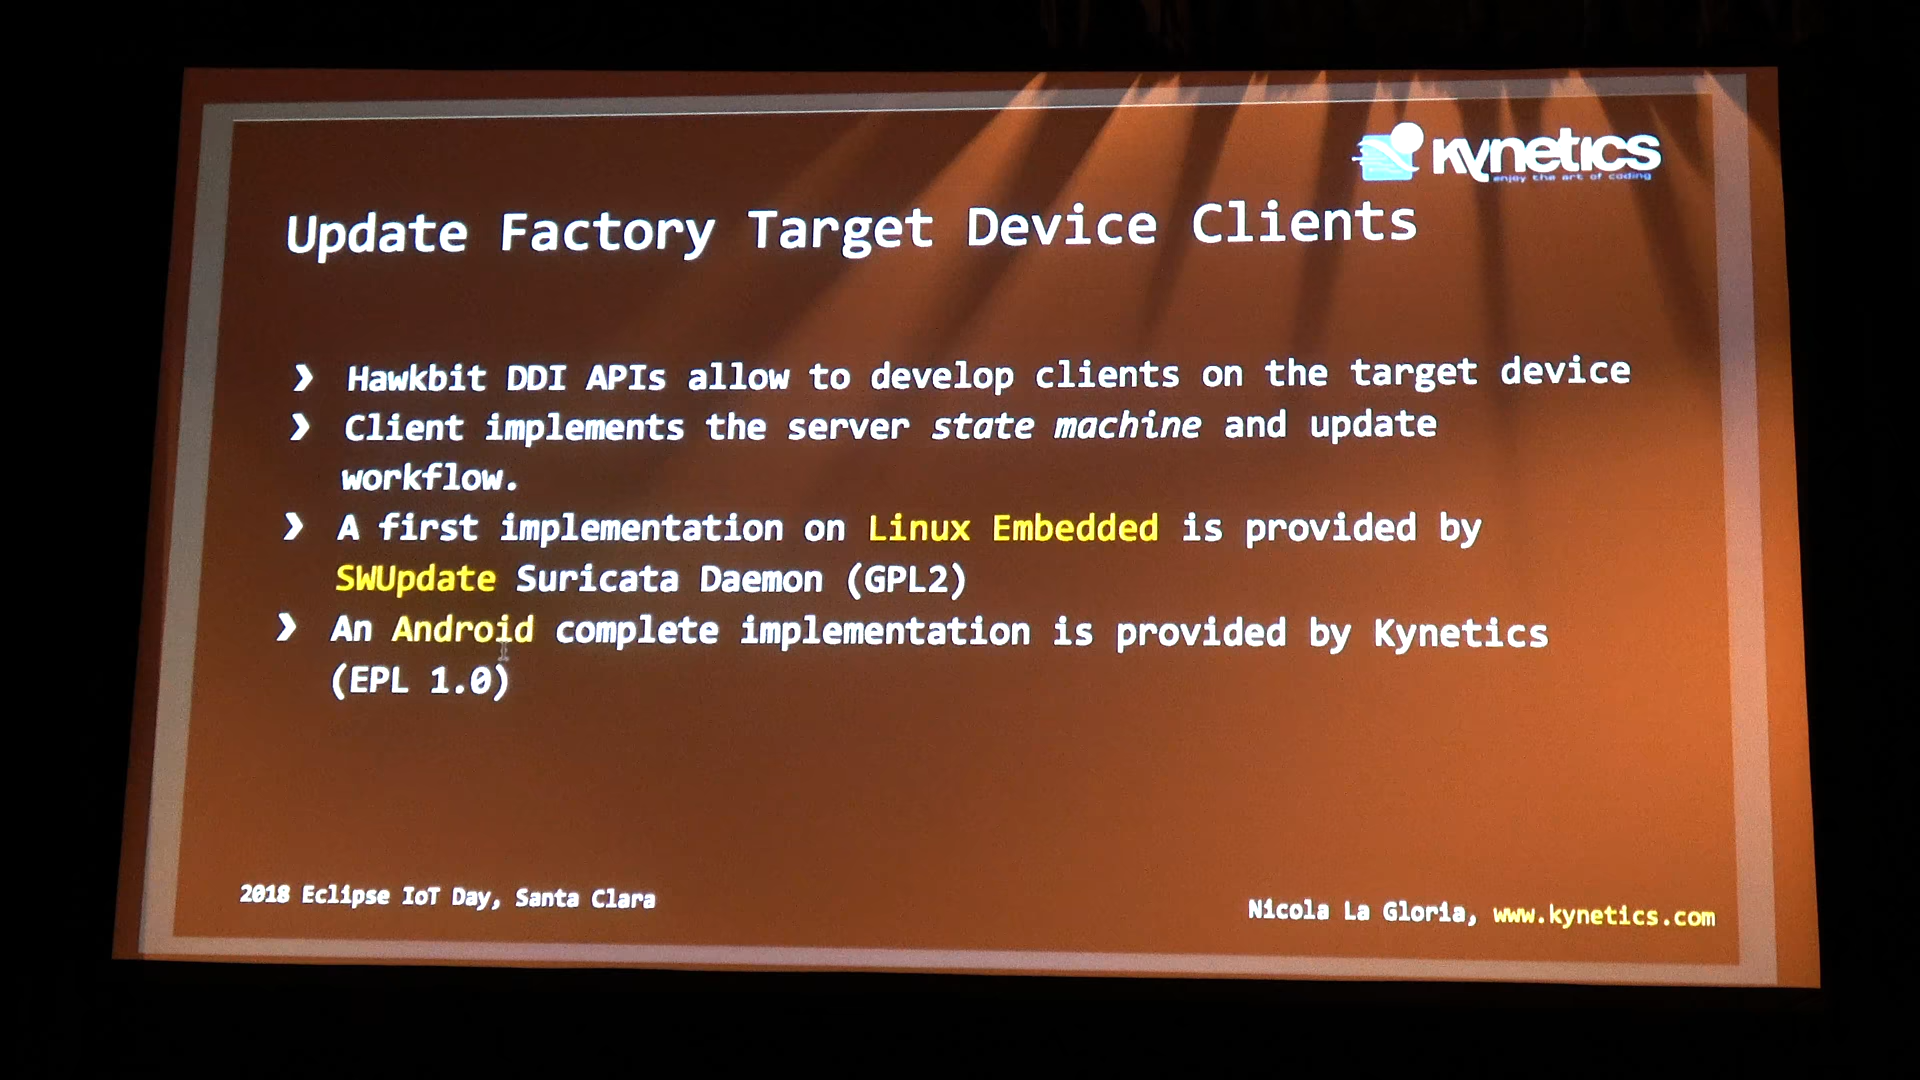 kynetics
enjoy the art of coding
Update Factory Target Device Clients
❯ Hawkbit DDI APIs allow to develop clients on the target device
❯ Client implements the server state machine and update
workflow.
❯ A first implementation on Linux Embedded is provided by
SWUpdate Suricata Daemon (GPL2)
❯ An Android complete implementation is provided by Kynetics
(EPL 1.0)
2018 Eclipse IoT Day, Santa Clara
Nicola La Gloria, www.kynetics.com